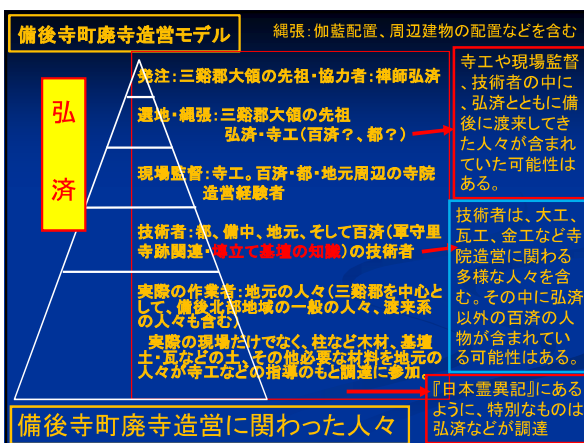 備後寺町廃寺造営モデル
縄張：伽藍配置、周辺建物の配置などを含む
弘
済
発注：三谿郡大領の先祖・協力者：禅師弘済
選地・縄張：三谿郡大領の先祖
弘済・寺工（百済？、都？）
現場監督：寺工。百済・都・地元周辺の寺院
造営経験者
技術者：都、備中、地元、そして百済（軍守里
寺跡関連・塼立て基壇の知識）の技術者
実際の作業者：地元の人々（三谿郡を中心と
して、備後北部地域の一般の人々、渡来系
の人々も含む）
実際の現場だけでなく、柱など木材、基壇
土・瓦などの土、その他必要な材料を地元の
人々が寺工などの指導のもと調達に参加。
寺工や現場監督
、技術者の中に
、弘済とともに備
後に渡来してき
た人々が含まれ
ていた可能性は
ある。
技術者は、大工、
瓦工、金工など寺
院造営に関わる
多様な人々を含
む。その中に弘済
以外の百済の人
物が含まれてい
る可能性はある。
『日本霊異記』にある
ように、特別なものは
弘済などが調達
備後寺町廃寺造営に関わった人々